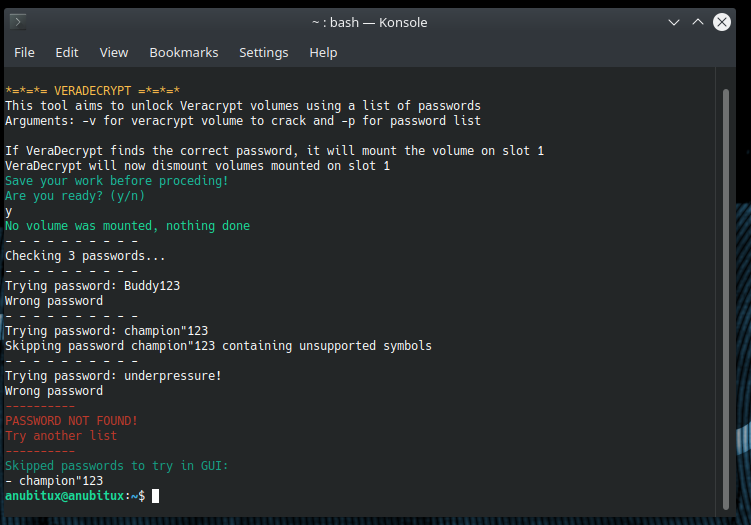 ~ : bash — Konsole
File Edit View Bookmarks Settings Help
*=*=*= VERADECRYPT =*=*=*
This tool aims to unlock Veracrypt volumes using a list of passwords
Arguments: -v for veracrypt volume to crack and -p for password list
If VeraDecrypt finds the correct password, it will mount the volume on slot 1
VeraDecrypt will now dismount volumes mounted on slot 1
Save your work before proceding!
Are you ready? (y/n)
y
No volume was mounted, nothing done
- - - - - - - - - -
Checking 3 passwords...
- - - - - - - - - -
Trying password: Buddy123
Wrong password
- - - - - - - - - -
Trying password: champion"123
Skipping password champion"123 containing unsupported symbols
- - - - - - - - - -
Trying password: underpressure!
Wrong password
----------
PASSWORD NOT FOUND!
Try another list
----------
Skipped passwords to try in GUI:
- champion"123
anubitux@anubitux:~$